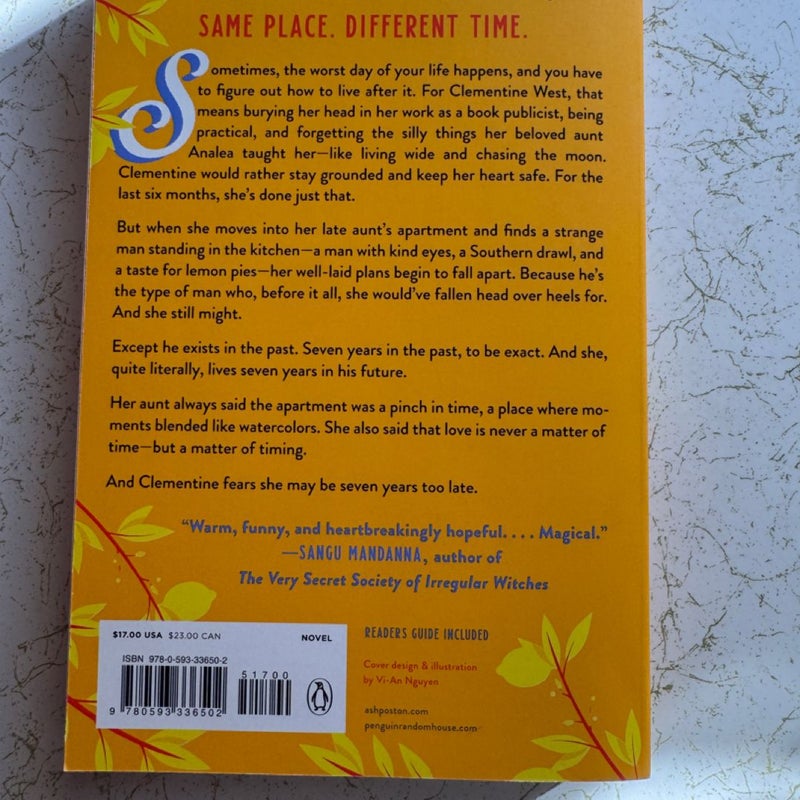 SAME PLACE. DIFFERENT TIME.
Sometimes, the worst day of your life happens, and you have
to figure out how to live after it. For Clementine West, that
means burying her head in her work as a book publicist, being
practical, and forgetting the silly things her beloved aunt
Analea taught her—like living wide and chasing the moon.
Clementine would rather stay grounded and keep her heart safe. For the
last six months, she's done just that.
But when she moves into her late aunt's apartment and finds a strange
man standing in the kitchen—a man with kind eyes, a Southern drawl, and
a taste for lemon pies—her well-laid plans begin to fall apart. Because he's
the type of man who, before it all, she would've fallen head over heels for.
And she still might.
Except he exists in the past. Seven years in the past, to be exact. And she,
quite literally, lives seven years in his future.
Her aunt always said the apartment was a pinch in time, a place where mo-
ments blended like watercolors. She also said that love is never a matter of
time—but a matter of timing.
And Clementine fears she may be seven years too late.
“Warm, funny, and heartbreakingly hopeful. . . . Magical.”
—SANGU MANDANNA, author of
The Very Secret Society of Irregular Witches
$17.00 USA $23.00 CAN NOVEL
ISBN 978-0-593-33650-2
51700
9 780593 336502
READERS GUIDE INCLUDED
Cover design & illustration
by Vi-An Nguyen
ashposton.com
penguinrandomhouse.com